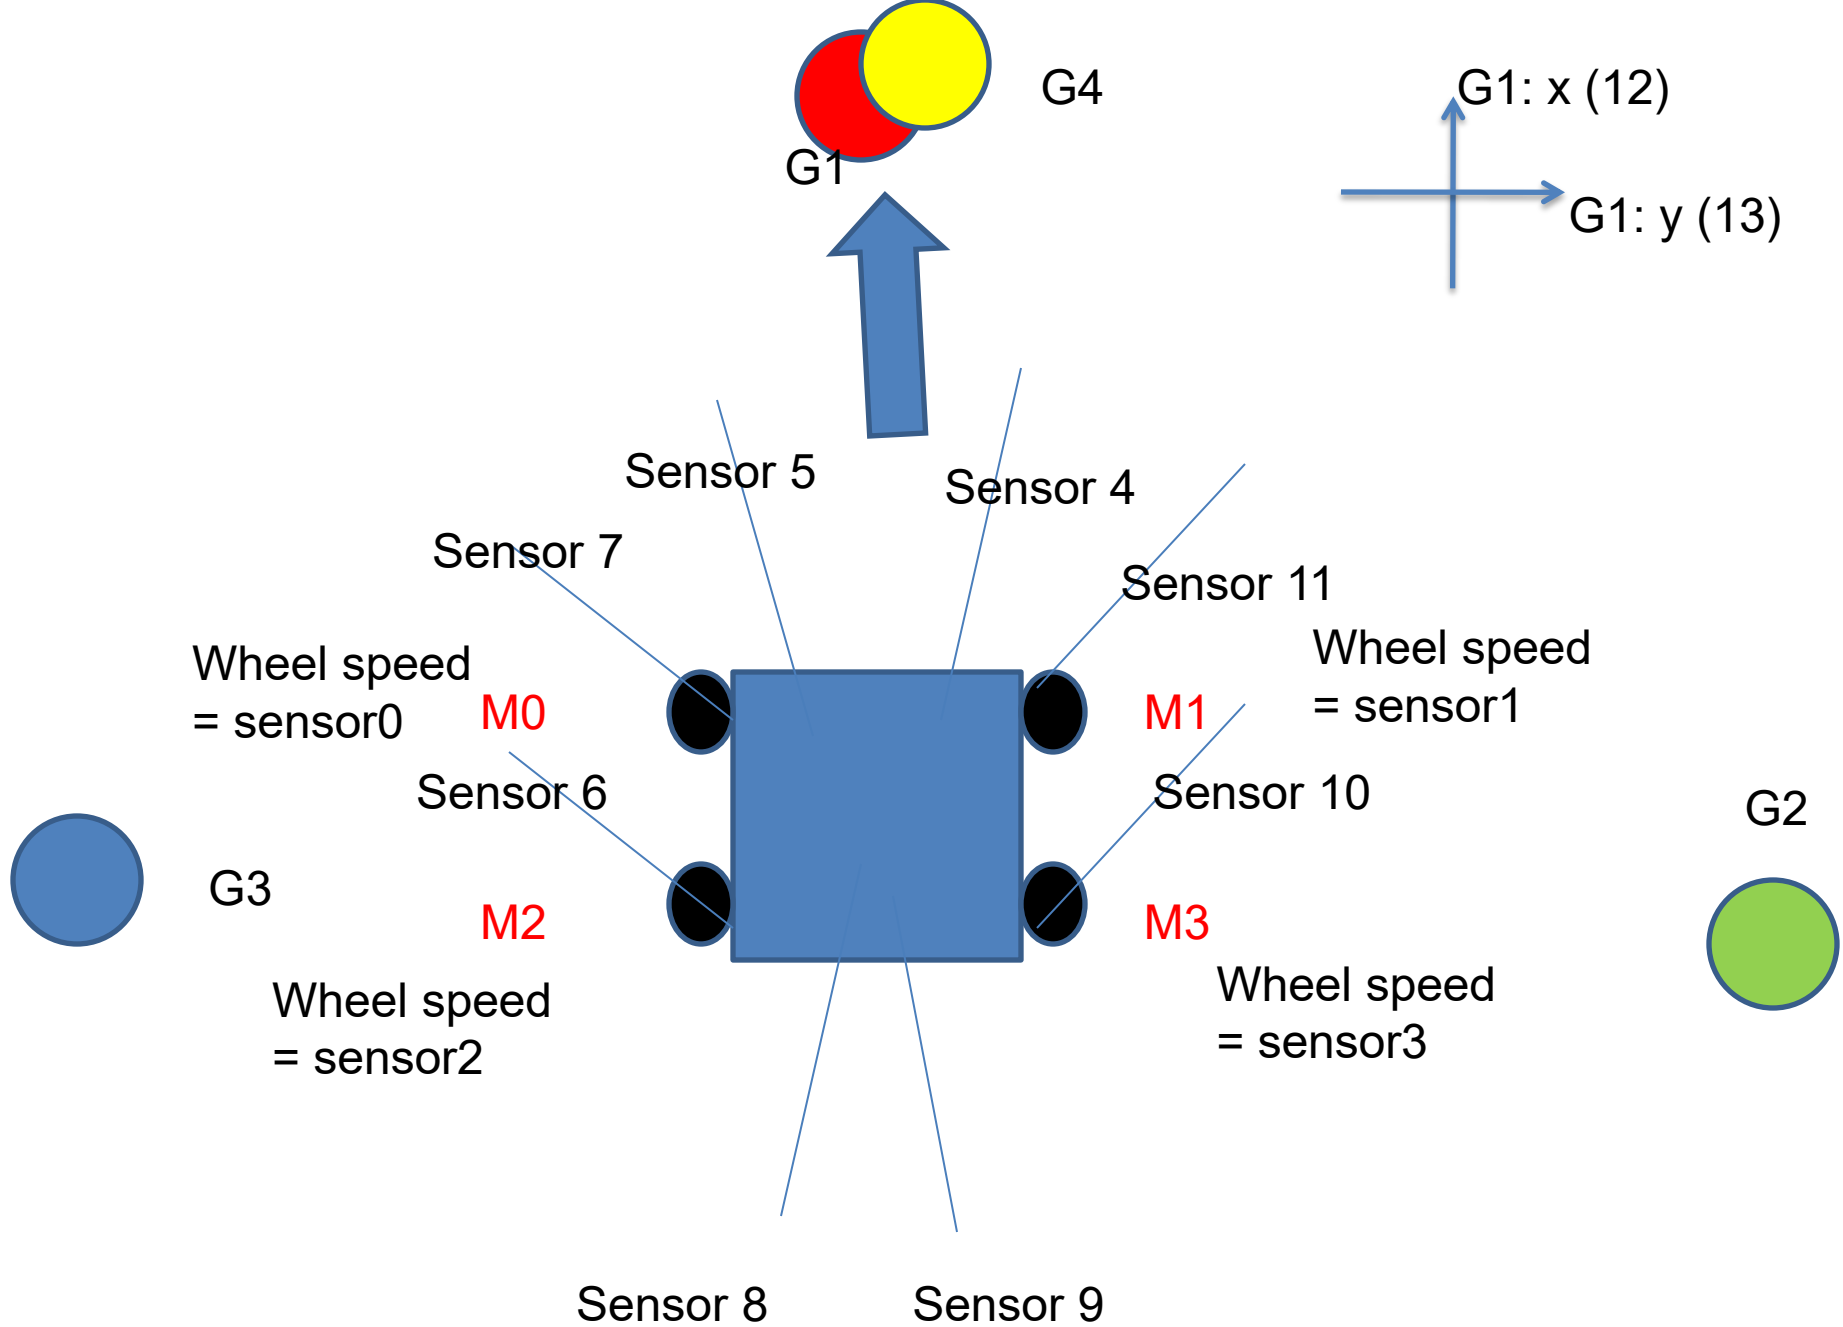 G4
G1: x (12)
G1
G1: y (13)
Sensor 5
Sensor 4
Sensor 7
Sensor 11
Wheel speed
= sensor0
M0
M1
Wheel speed
= sensor1
Sensor 6
Sensor 10
G2
G3
M2
M3
Wheel speed
= sensor2
Wheel speed
= sensor3
Sensor 8
Sensor 9